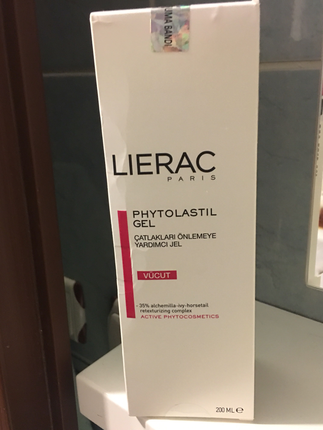 LIERAC
PARIS
PHYTOLASTIL
GEL
ÇATLAKLARI ÖNLEMEYE
YARDIMCI JEL
VÜCUT
- 35% alchemilla-ivy-horsetail
retexturizing complex
ACTIVE PHYTOCOSMETICS
200 ML ℮